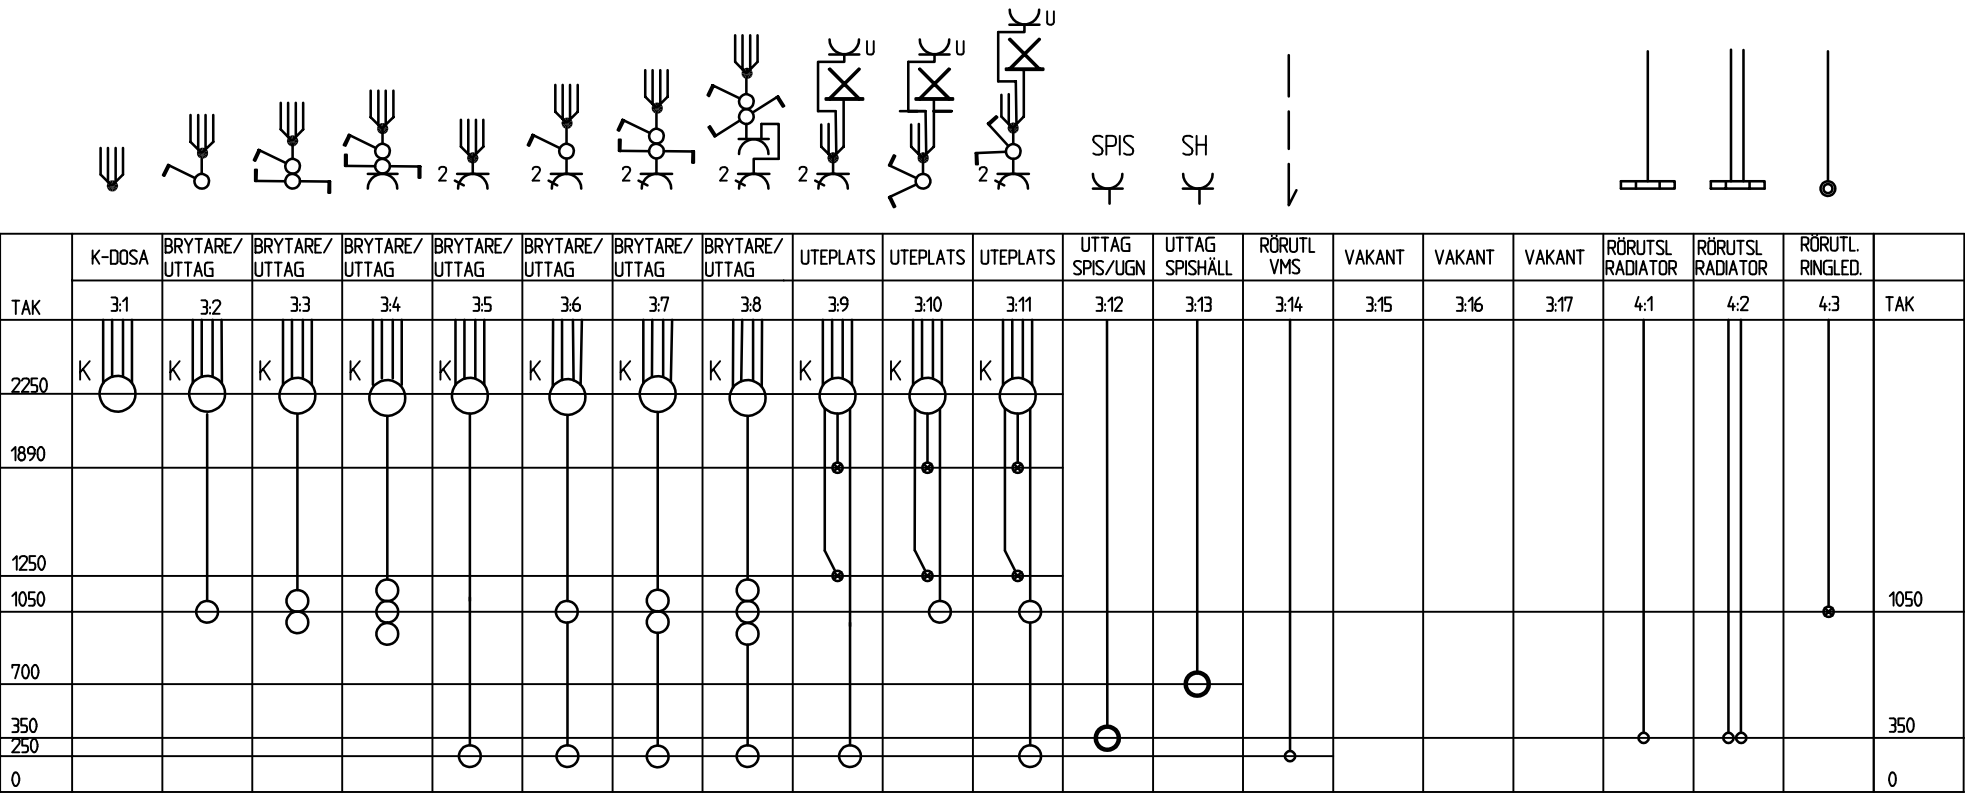 U
U
U
SPIS
SH
2
2
2
2
2
2
K-DOSA
BRYTARE/
UTTAG
BRYTARE/
UTTAG
BRYTARE/
UTTAG
BRYTARE/
UTTAG
BRYTARE/
UTTAG
BRYTARE/
UTTAG
BRYTARE/
UTTAG
UTEPLATS
UTEPLATS
UTEPLATS
UTTAG
SPIS/UGN
UTTAG
SPISHÄLL
RÖRUTL
VMS
VAKANT
VAKANT
VAKANT
RÖRUTSL
RADIATOR
RÖRUTSL
RADIATOR
RÖRUTL.
RINGLED.
TAK 3:1 3:2 3:3 3:4 3:5 3:6 3:7 3:8 3:9 3:10 3:11 3:12 3:13 3:14 3:15 3:16 3:17 4:1 4:2 4:3 TAK
K K K K K K K K K K K
2250
1890
1250
1050 1050
700
350 350
250
0 0